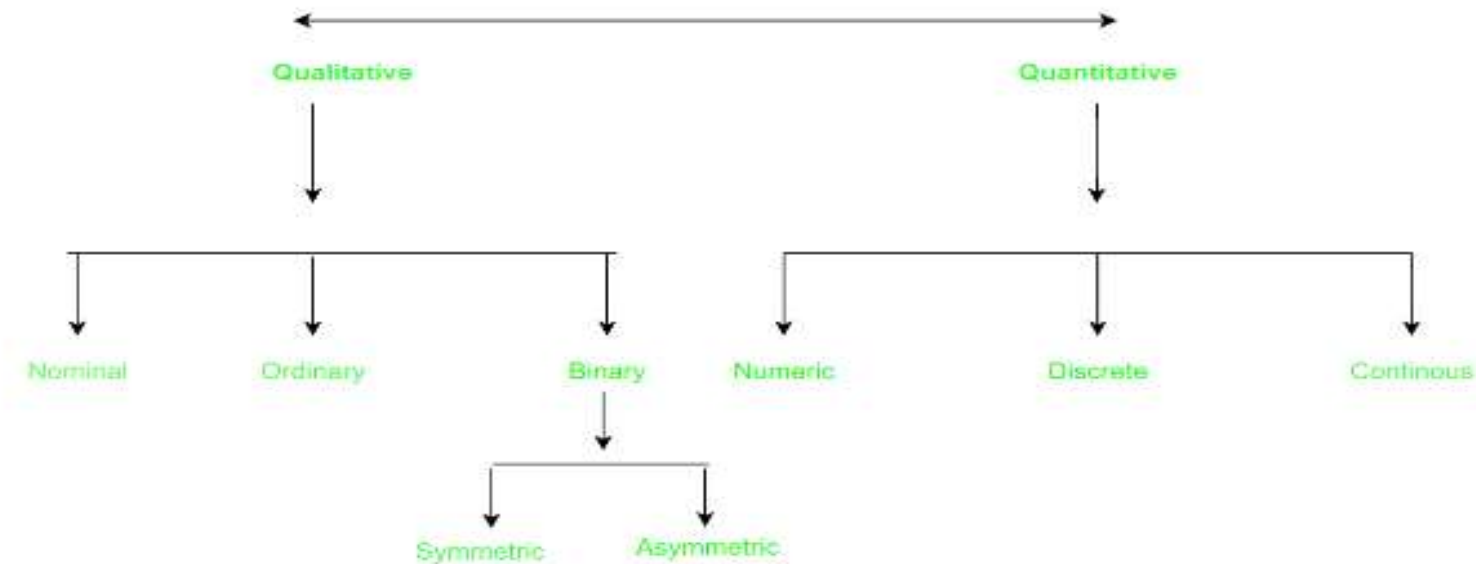 Qualitative
Quantitative
Nominal
Ordinary
Binary
Numeric
Discrete
Continous
Symmetric
Asymmetric